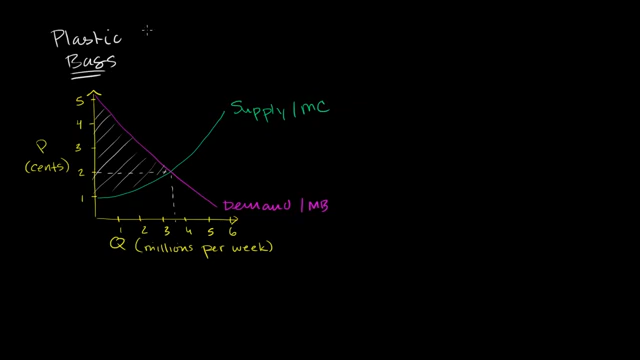 Plastic
Bags
5
4
3
2
1
P
(cents)
Supply/MC
Demand/MB
1 2 3 4 5 6
Q (millions per week)